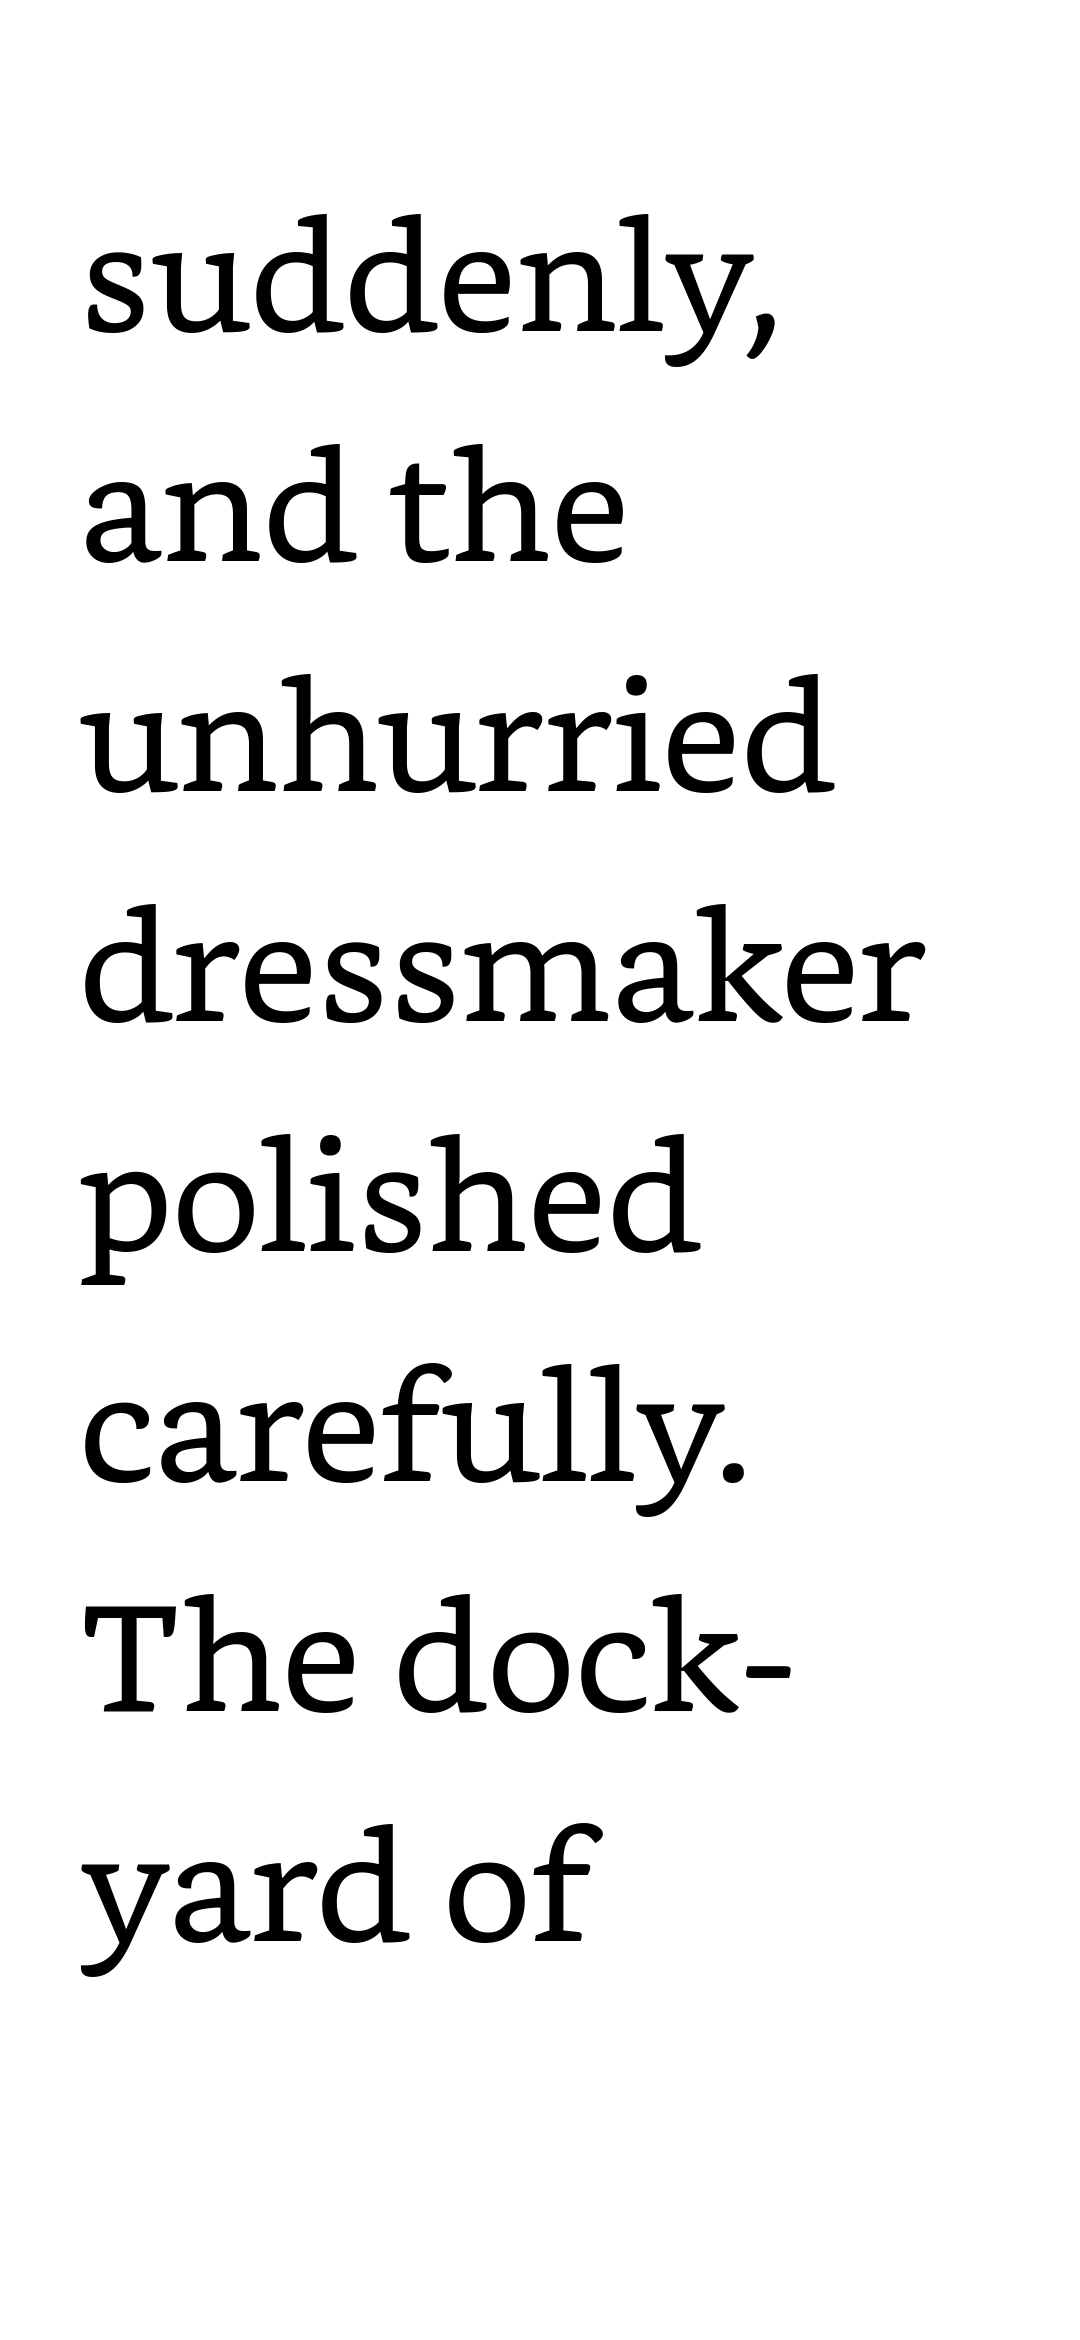 suddenly,
and the
unhurried
dressmaker
polished
carefully.
The dock-
yard of